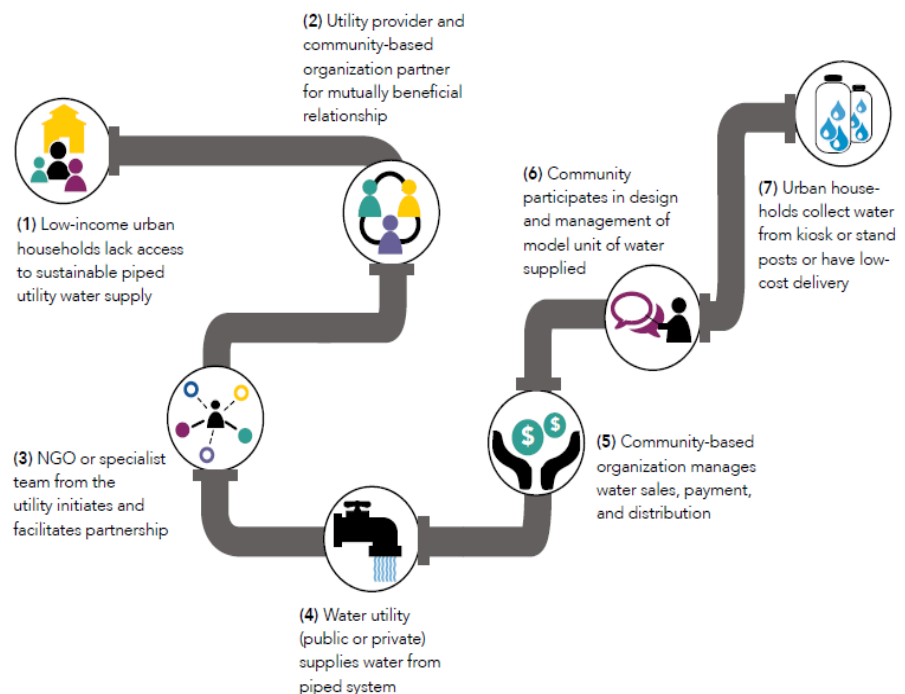 (1) Low-income urban
households lack access
to sustainable piped
utility water supply
(2) Utility provider and
community-based
organization partner
for mutually beneficial
relationship
(3) NGO or specialist
team from the
utility initiates and
facilitates partnership
(4) Water utility
(public or private)
supplies water from
piped system
$
$
(5) Community-based
organization manages
water sales, payment,
and distribution
(6) Community
participates in design
and management of
model unit of water
supplied
(7) Urban house-
holds collect water
from kiosk or stand
posts or have low-
cost delivery